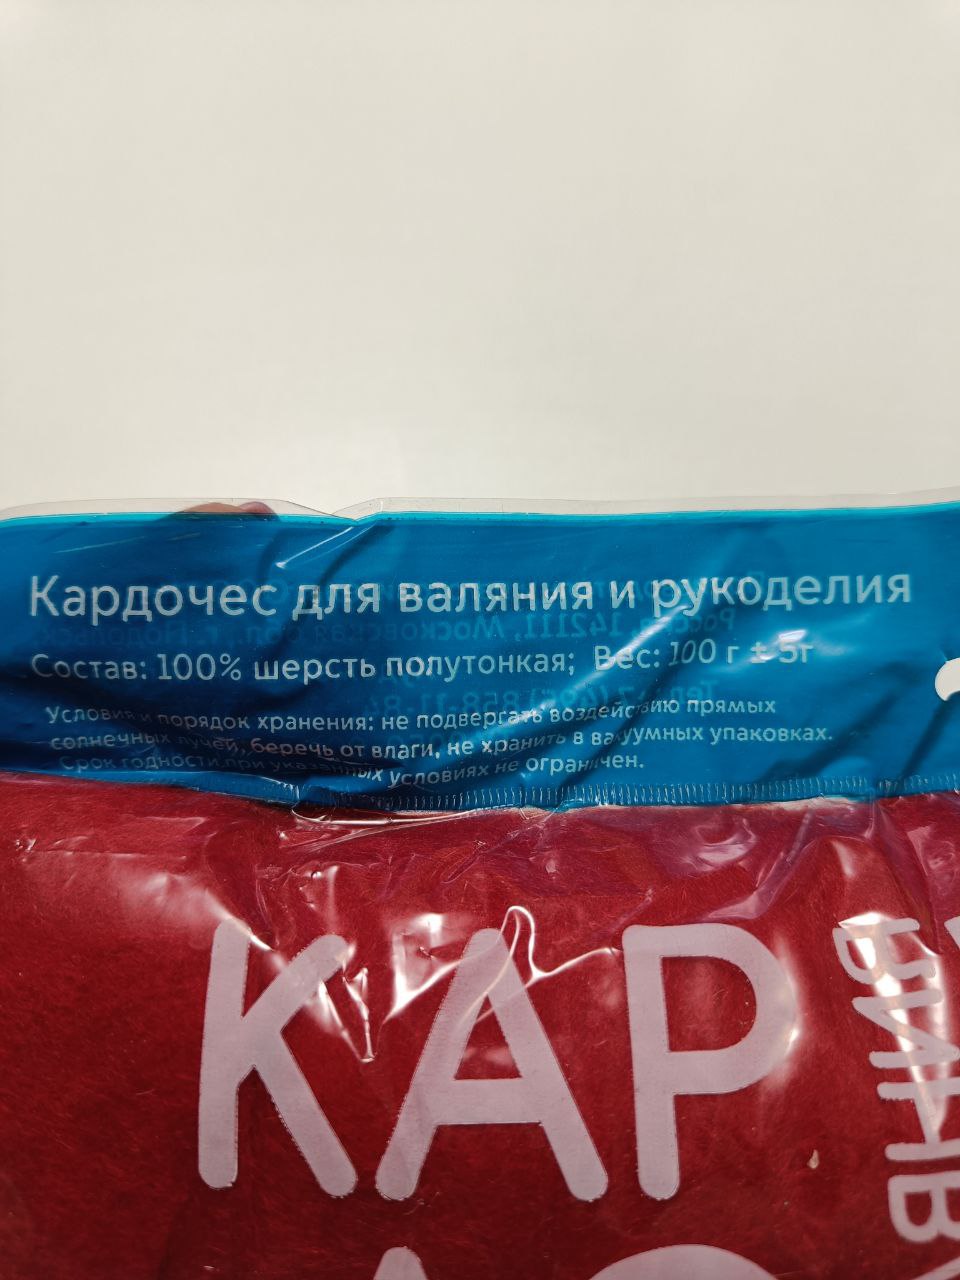 Кардочес для валяния и рукоделия
Состав: 100% шерсть полутонкая; Вес: 100 г ± 5г
Условия и порядок хранения: не подвергать воздействию прямых
солнечных лучей, беречь от влаги, не хранить в вакуумных упаковках.
Срок годности при указанных условиях не ограничен.
КАР